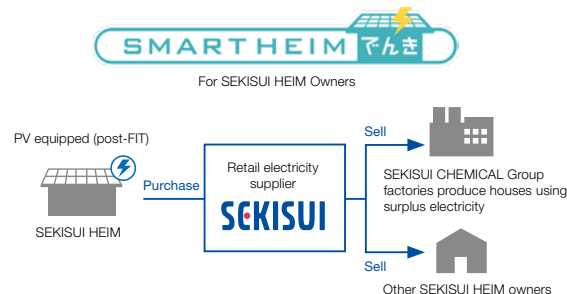 SMARTHEIM でんき
For SEKISUI HEIM Owners
PV equipped (post-FIT)
SEKISUI HEIM
Purchase
Retail electricity
supplier
SEKISUI
Sell
SEKISUI CHEMICAL Group
factories produce houses using
surplus electricity
Sell
Other SEKISUI HEIM owners